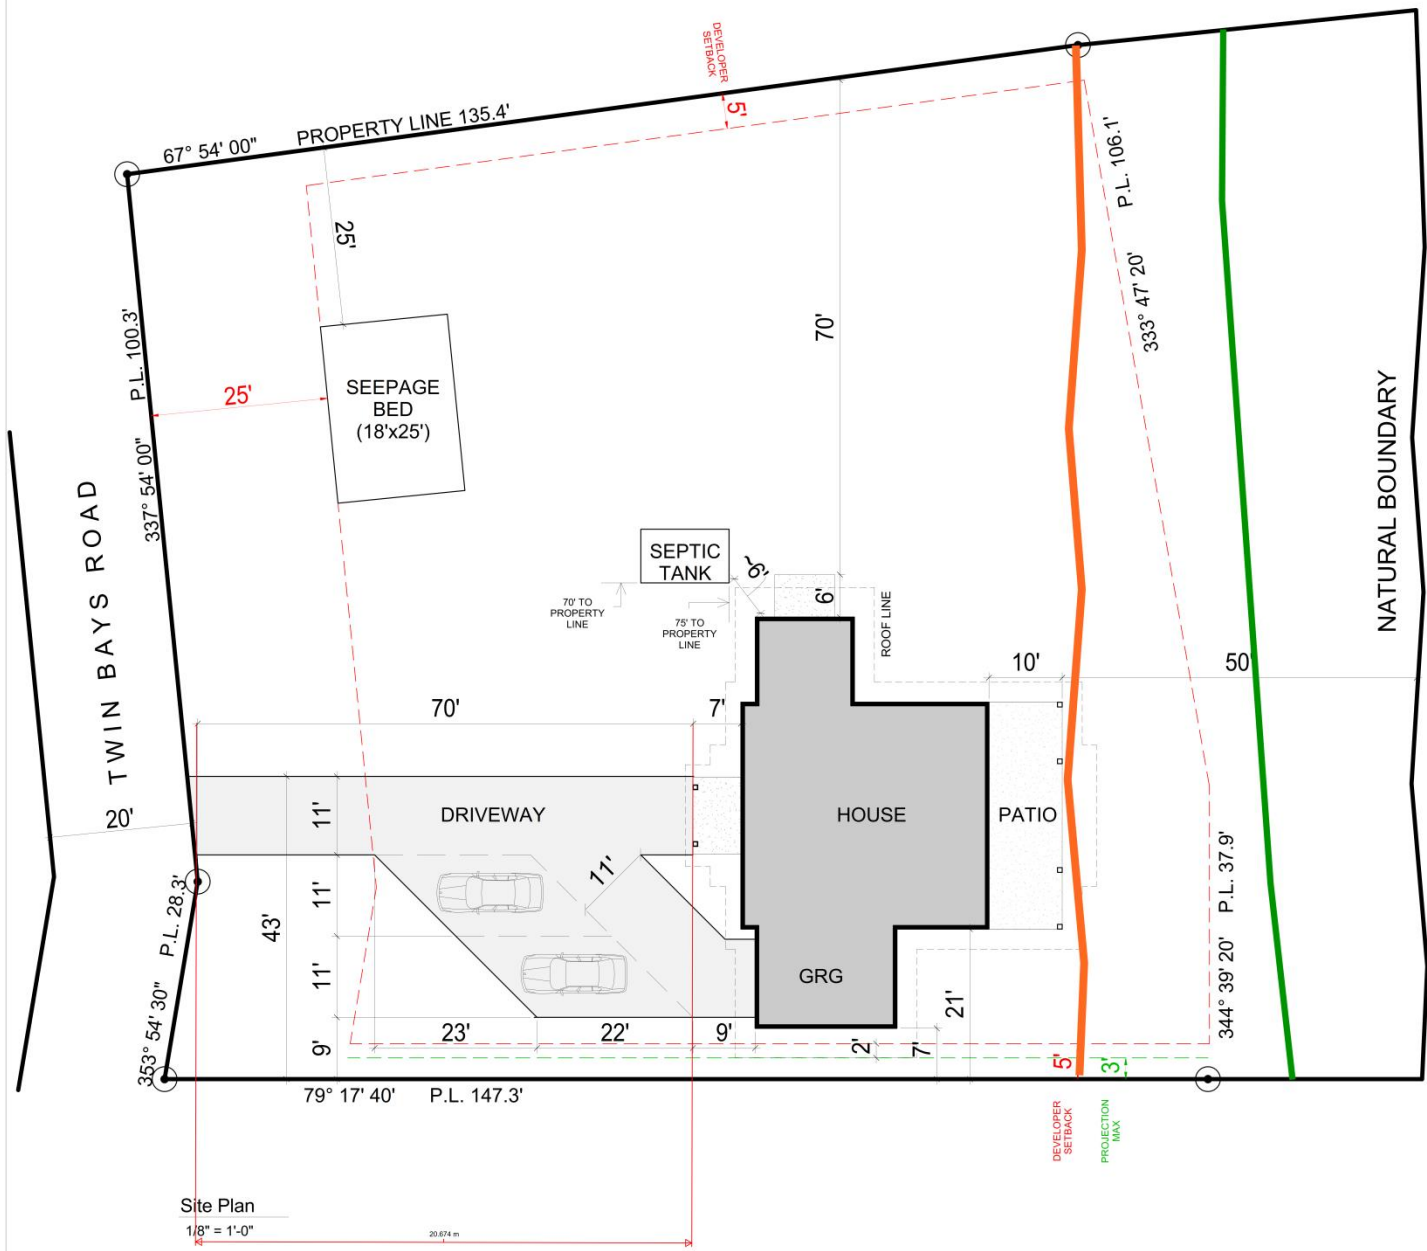 DEVELOPER
SETBACK
5'
67° 54' 00"
PROPERTY LINE 135.4'
P.L. 106.1'
333° 47' 20"
25'
P.L. 100.3'
337° 54' 00"
25'
SEEPAGE
BED
(18'x25')
70'
NATURAL BOUNDARY
TWIN BAYS ROAD
SEPTIC
TANK
~6'
6'
70' TO
PROPERTY
LINE
75' TO
PROPERTY
LINE
ROOF LINE
10'
50'
70'
7'
20'
11'
DRIVEWAY
HOUSE
PATIO
11'
11'
43'
P.L. 28.3'
353° 54' 30"
P.L. 37.9'
344° 39' 20"
11'
GRG
21'
23'
22'
9'
9'
2'
7'
5'
3'
79° 17' 40"
P.L. 147.3'
DEVELOPER
SETBACK
PROJECTION
MAX
Site Plan
1/8" = 1'-0"
20.674 m